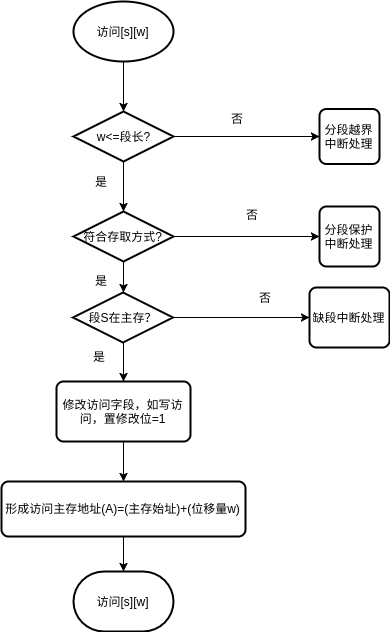 访问[s][w]
w<=段长?
否
分段越界
中断处理
是
符合存取方式?
否
分段保护
中断处理
是
段S在主存?
否
缺段中断处理
是
修改访问字段，如写访
问，置修改位=1
形成访问主存地址(A)=(主存始址)+(位移量w)
访问[s][w]